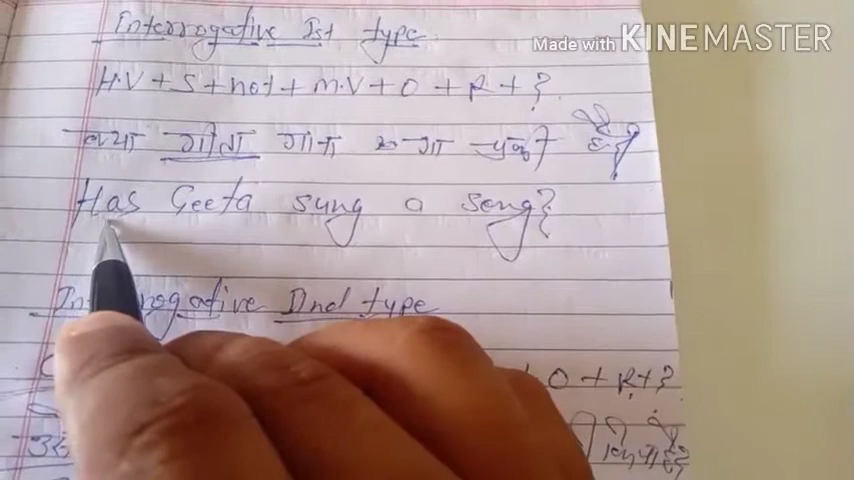 Interrogative Ist type
Made with KINEMASTER
H.V + S + not + M.V + O + R + ?
क्या गीता गाना गा चुकी है?
Has Geeta sung a song?
Interrogative IInd type
O + R + ?